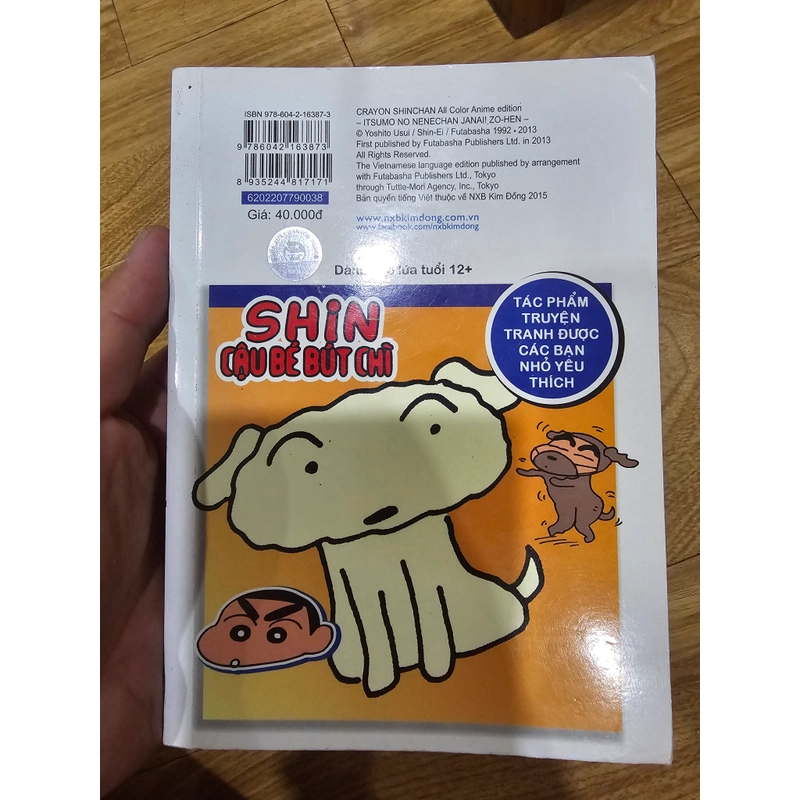 ISBN 978-604-2-16387-3
9 786042 163873
8 935244 817171
6202207790038
Giá: 40.000đ
CRAYON SHINCHAN All Color Anime edition
– ITSUMO NO NENECHAN JANAI! ZO-HEN –
© Yoshito Usui / Shin-Ei / Futabasha 1992 • 2013
First published by Futabasha Publishers Ltd. in 2013
All Rights Reserved.
The Vietnamese language edition published by arrangement
with Futabasha Publishers Ltd., Tokyo
through Tuttle-Mori Agency, Inc., Tokyo
Bản quyền tiếng Việt thuộc về NXB Kim Đồng 2015
www.nxbkimdong.com.vn
www.facebook.com/nxbkimdong
lứa tuổi 12+
SHIN
CẬU BÉ BÚT CHÌ
TÁC PHẨM
TRUYỆN
TRANH ĐƯỢC
CÁC BẠN
NHỎ YÊU
THÍCH